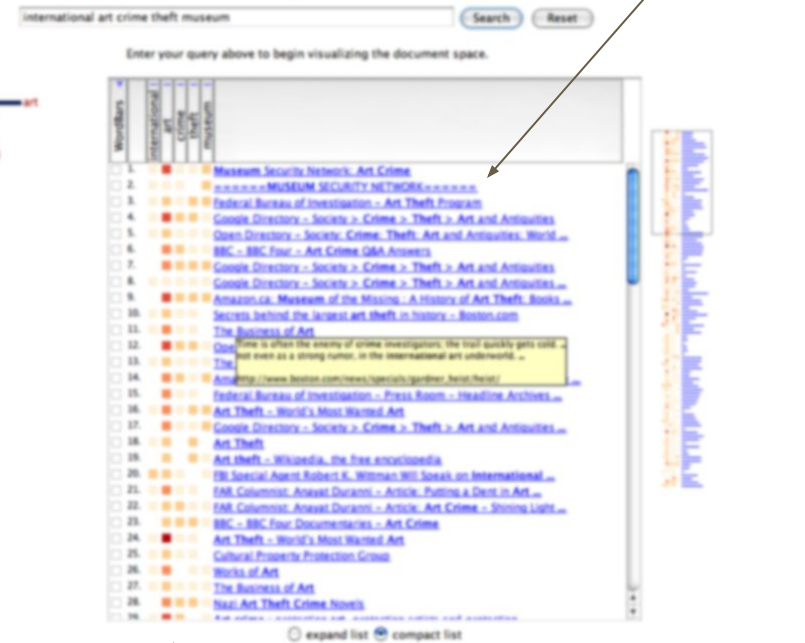 international art crime theft museum
Search
Reset
Enter your query above to begin visualizing the document space.
art
WordBars
international
art
crime
theft
museum
1. Museum Security Network: Art Crime
2. ======MUSEUM SECURITY NETWORK======
3. Federal Bureau of Investigation - Art Theft Program
4. Google Directory - Society > Crime > Theft > Art and Antiquities
5. Open Directory - Society: Crime: Theft: Art and Antiquities: World ...
6. BBC - BBC Four - Art Crime Q&A Answers
7. Google Directory - Society > Crime > Theft > Art and Antiquities
8. Google Directory - Society > Crime > Theft > Art and Antiquities ...
9. Amazon.ca: Museum of the Missing : A History of Art Theft: Books ...
10. Secrets behind the largest art theft in history - Boston.com
11. The Business of Art
12. Ope
13. The
14. Ama ...
Time is often the enemy of crime investigators; the trail quickly gets cold. ...
not even as a strong rumor, in the international art underworld. ...
http://www.boston.com/news/specials/gardner_heist/heist/
15. Federal Bureau of Investigation - Press Room - Headline Archives ...
16. Art Theft - World's Most Wanted Art
17. Google Directory - Society > Crime > Theft > Art and Antiquities ...
18. Art Theft
19. Art theft - Wikipedia, the free encyclopedia
20. FBI Special Agent Robert K. Wittman Will Speak on International ...
21. FAR Columnist: Anayat Duranni - Article: Putting a Dent in Art ...
22. FAR Columnist: Anayat Duranni - Article: Art Crime - Shining Light ...
23. BBC - BBC Four Documentaries - Art Crime
24. Art Theft - World's Most Wanted Art
25. Cultural Property Protection Group
26. Works of Art
27. The Business of Art
28. Nazi Art Theft Crime Novels
expand list
compact list